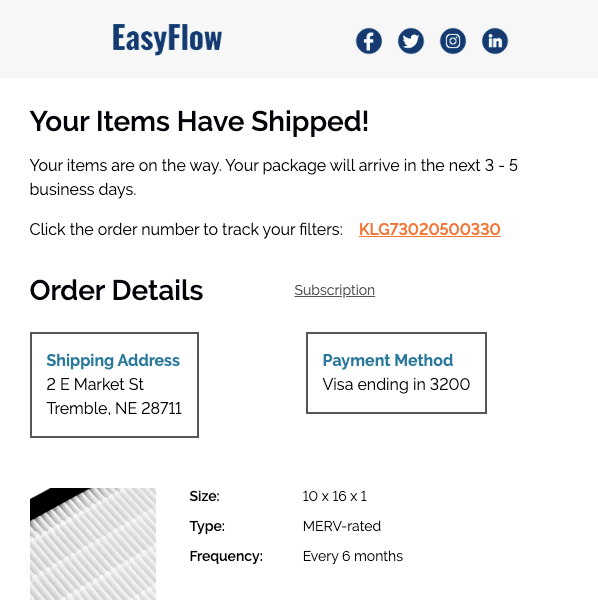 EasyFlow
Your Items Have Shipped!
Your items are on the way. Your package will arrive in the next 3 - 5
business days.
Click the order number to track your filters: KLG73020500330
Order Details
Subscription
Shipping Address
2 E Market St
Tremble, NE 28711
Payment Method
Visa ending in 3200
Size: 10 x 16 x 1
Type: MERV-rated
Frequency: Every 6 months